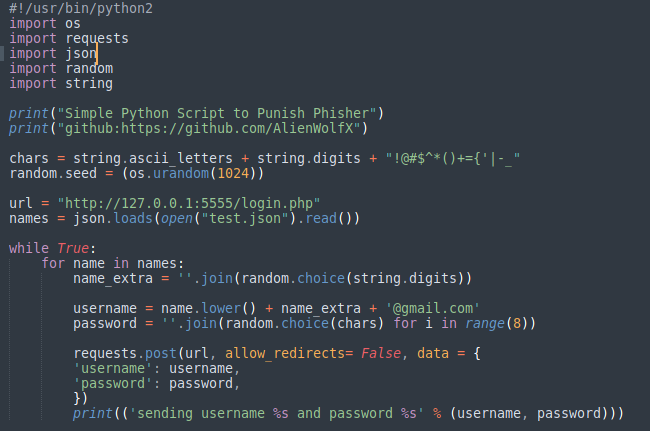 #!/usr/bin/python2
import os
import requests
import json
import random
import string
print("Simple Python Script to Punish Phisher")
print("github:https://github.com/AlienWolfX")
chars = string.ascii_letters + string.digits + "!@#$^*()+={'|-_"
random.seed = (os.urandom(1024))
url = "http://127.0.0.1:5555/login.php"
names = json.loads(open("test.json").read())
while True:
    for name in names:
        name_extra = ''.join(random.choice(string.digits))
        username = name.lower() + name_extra + '@gmail.com'
        password = ''.join(random.choice(chars) for i in range(8))
        requests.post(url, allow_redirects= False, data = {
        'username': username,
        'password': password,
        })
        print(('sending username %s and password %s' % (username, password)))